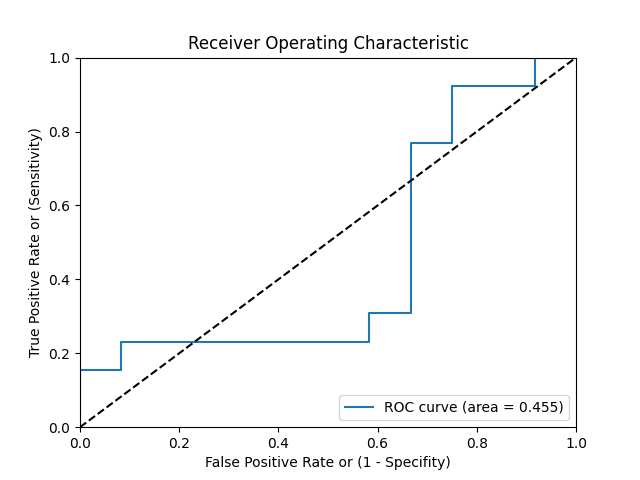 Receiver Operating Characteristic
True Positive Rate or (Sensitivity)
1.0
0.8
0.6
0.4
0.2
0.0
ROC curve (area = 0.455)
0.0 0.2 0.4 0.6 0.8 1.0
False Positive Rate or (1 - Specifity)